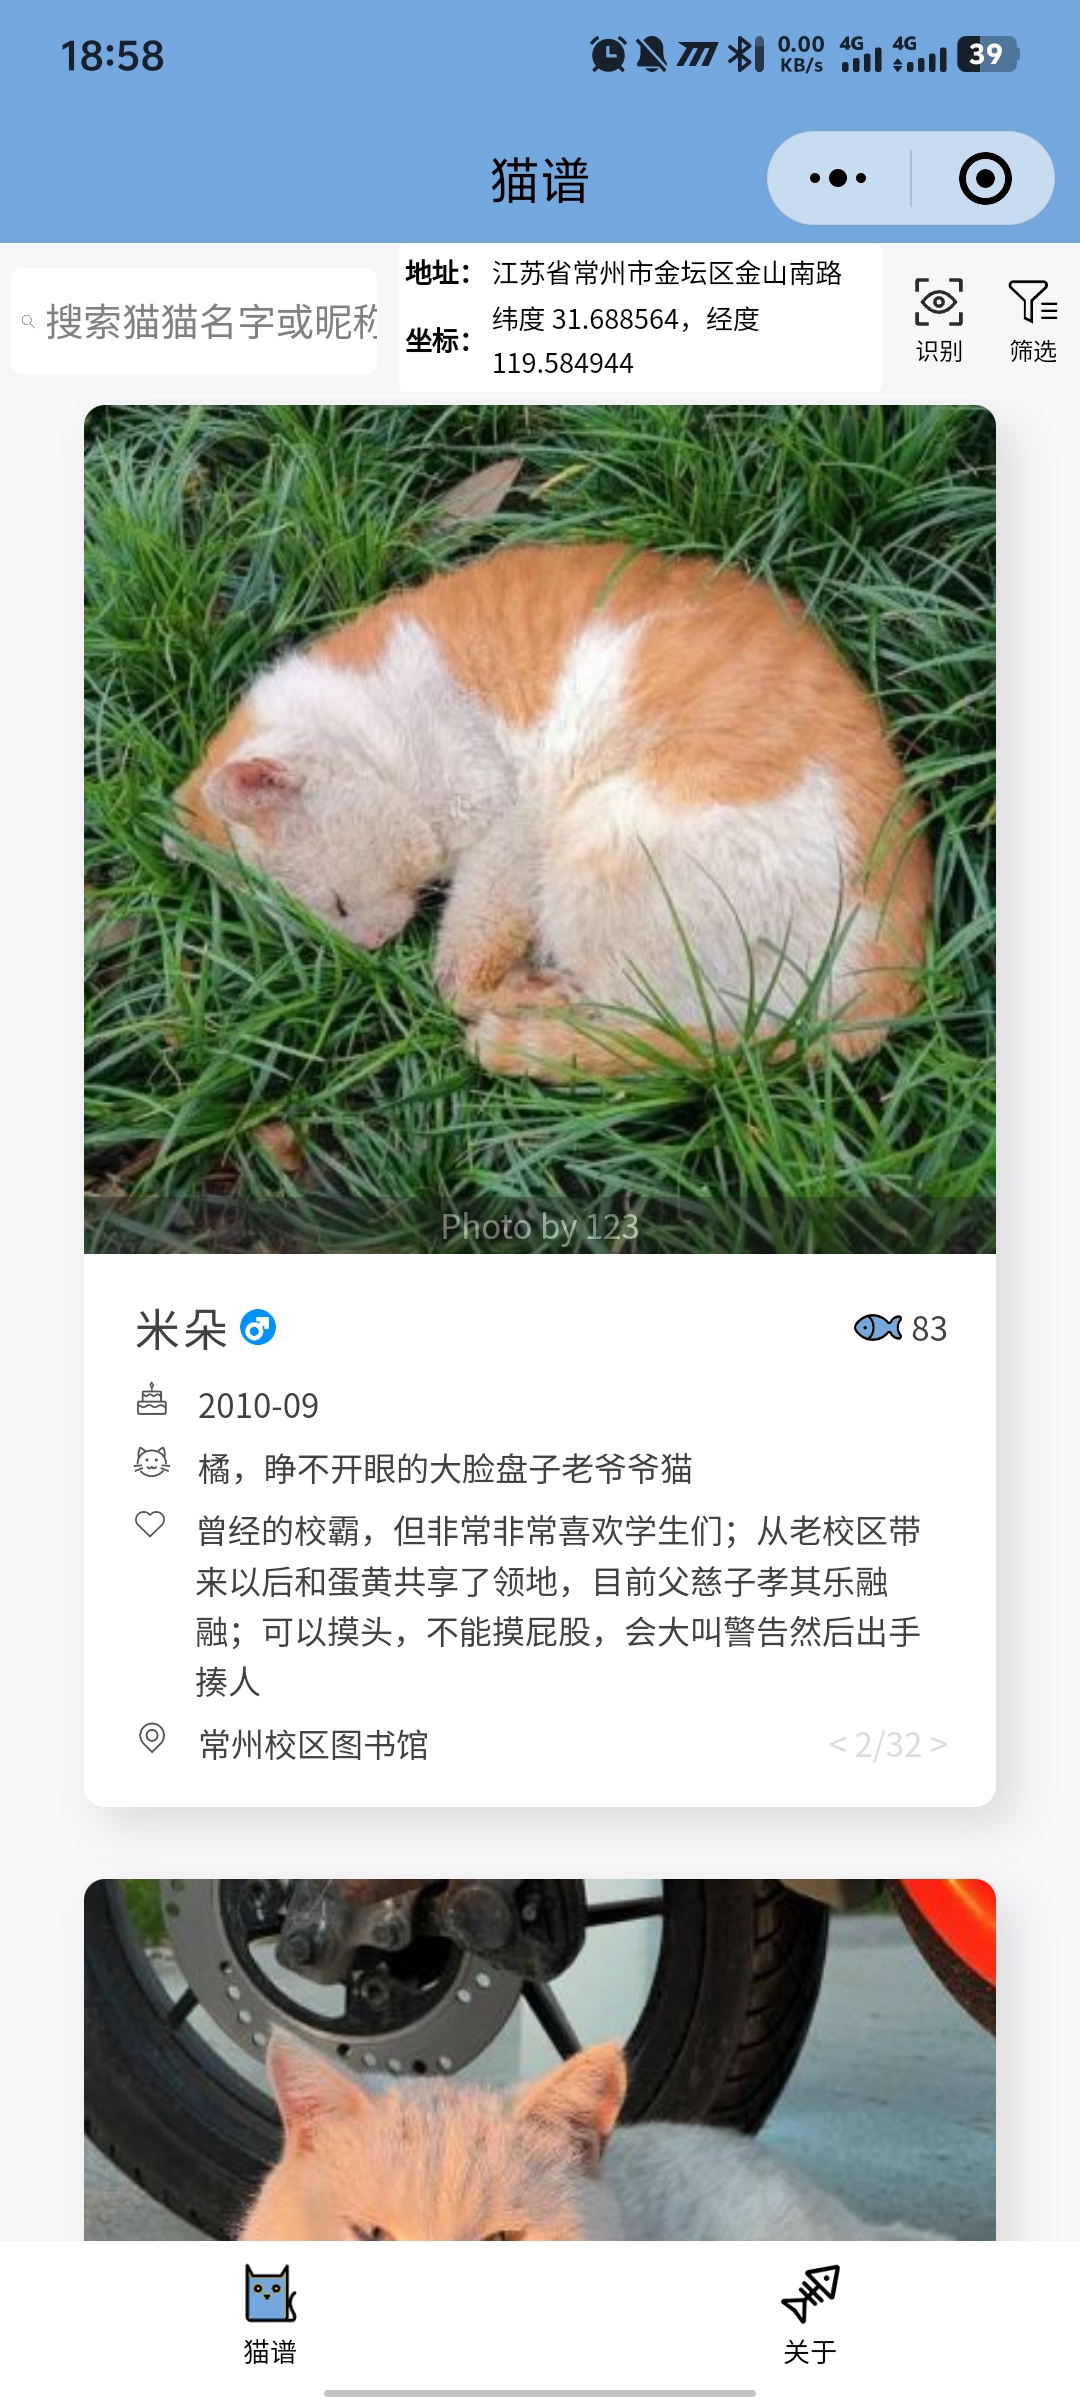 18:58
0.00
KB/s
4G
4G
39
猫谱
搜索猫猫名字或昵称
地址：
江苏省常州市金坛区金山南路
坐标：
纬度 31.688564，经度
119.584944
识别
筛选
Photo by 123
米朵
83
2010-09
橘，睁不开眼的大脸盘子老爷爷猫
曾经的校霸，但非常非常喜欢学生们；从老校区带
来以后和蛋黄共享了领地，目前父慈子孝其乐融
融；可以摸头，不能摸屁股，会大叫警告然后出手
揍人
常州校区图书馆
< 2/32 >
猫谱
关于